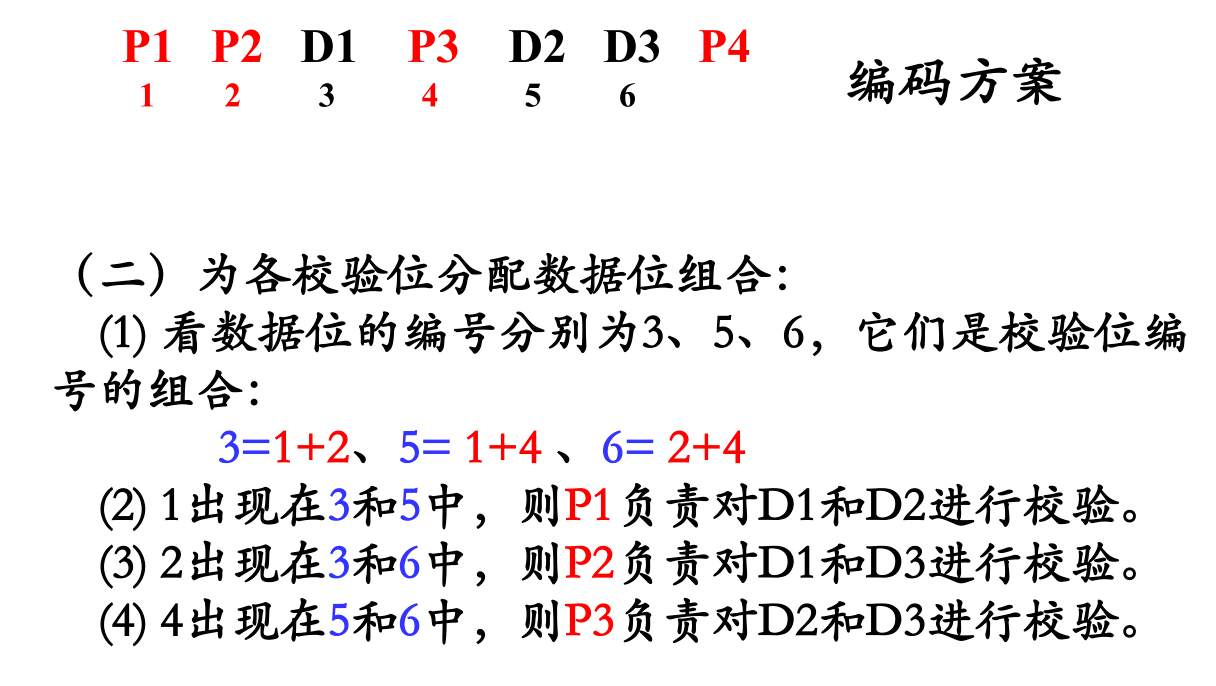 P1 P2 D1 P3 D2 D3 P4
1 2 3 4 5 6
编码方案
（二）为各校验位分配数据位组合：
(1) 看数据位的编号分别为3、5、6，它们是校验位编
号的组合：
3=1+2、5= 1+4 、6= 2+4
(2) 1出现在3和5中，则P1负责对D1和D2进行校验。
(3) 2出现在3和6中，则P2负责对D1和D3进行校验。
(4) 4出现在5和6中，则P3负责对D2和D3进行校验。